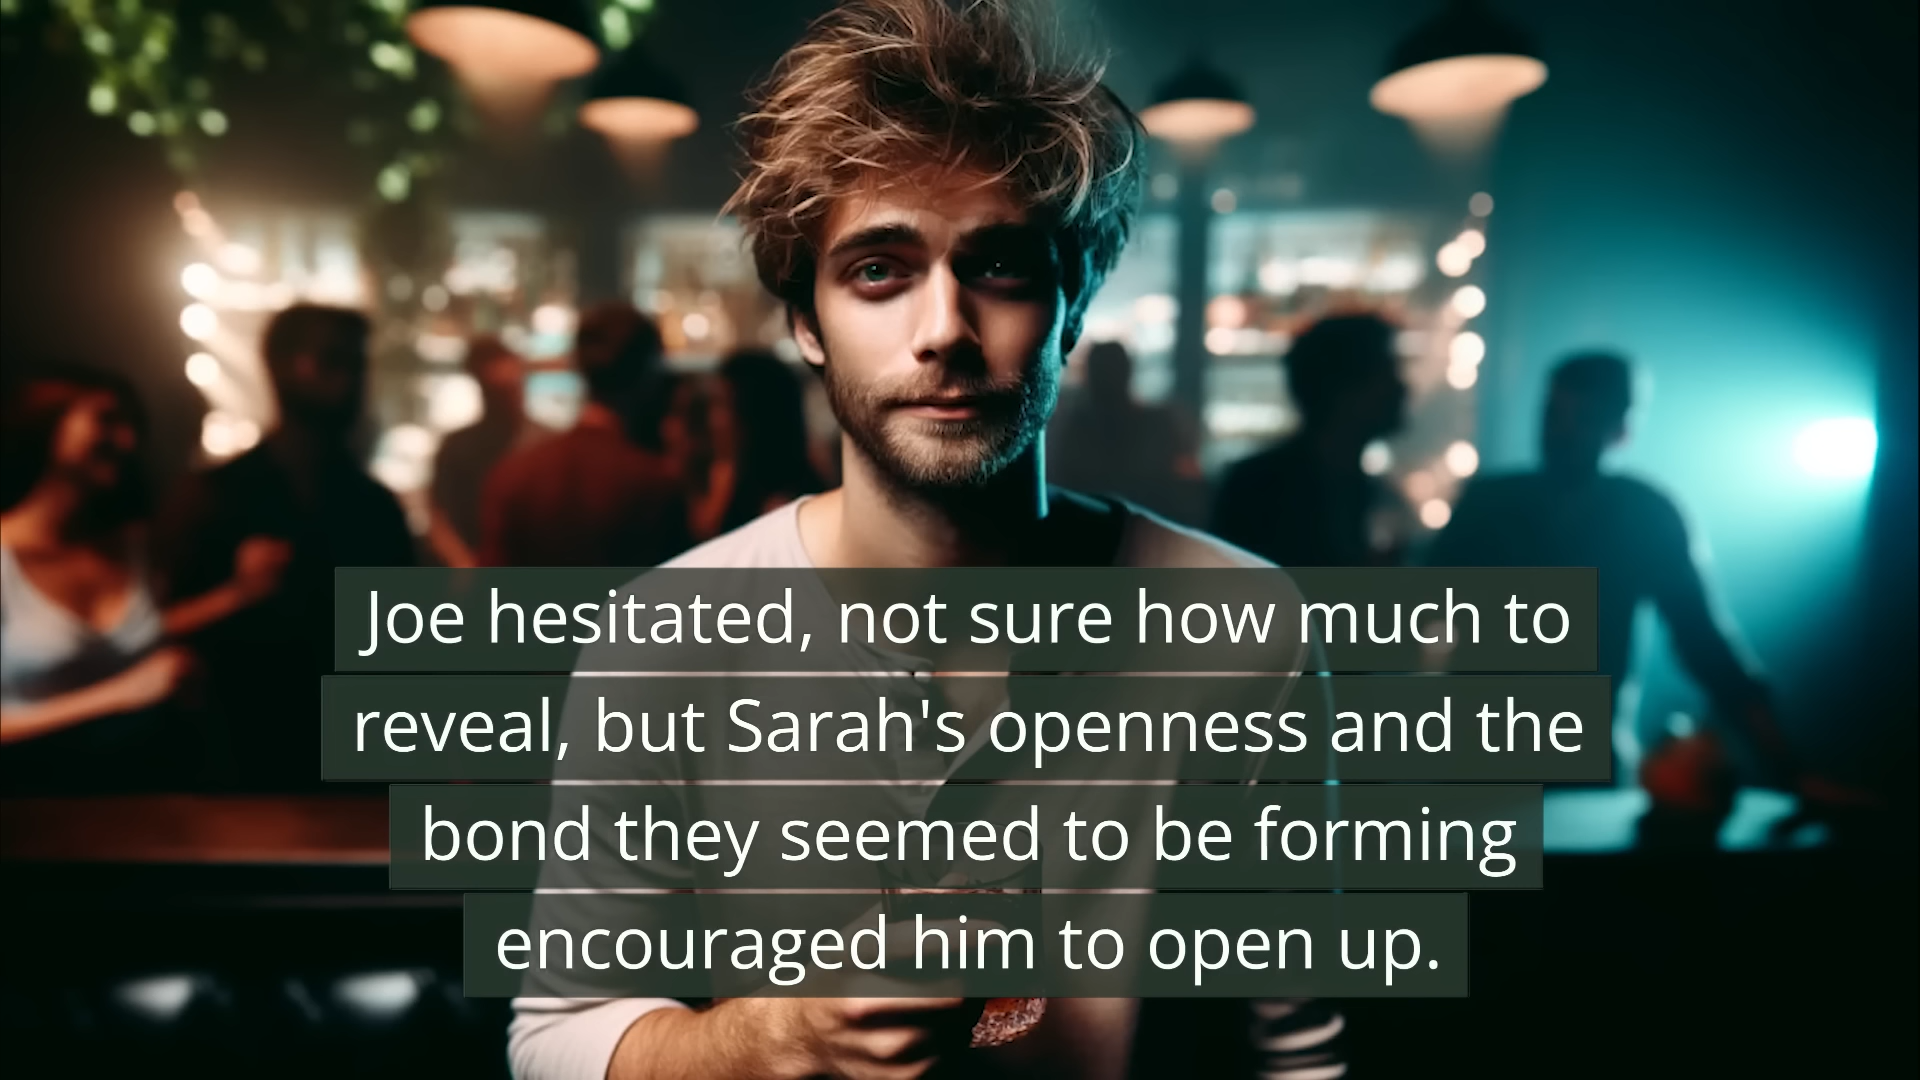 Joe hesitated, not sure how much to
reveal, but Sarah's openness and the
bond they seemed to be forming
encouraged him to open up.